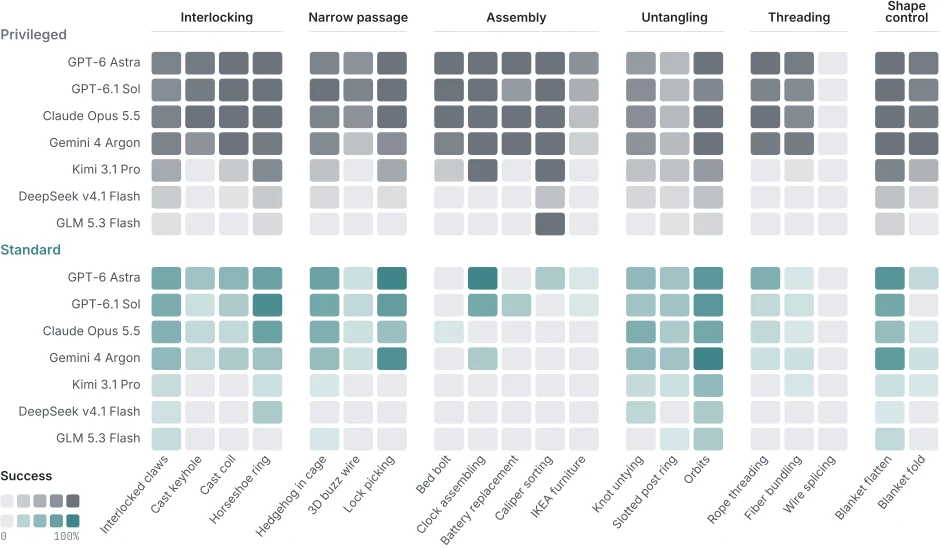 Interlocking
Narrow passage
Assembly
Untangling
Threading
Shape
control
Privileged
GPT-6 Astra
GPT-6.1 Sol
Claude Opus 5.5
Gemini 4 Argon
Kimi 3.1 Pro
DeepSeek v4.1 Flash
GLM 5.3 Flash
Standard
GPT-6 Astra
GPT-6.1 Sol
Claude Opus 5.5
Gemini 4 Argon
Kimi 3.1 Pro
DeepSeek v4.1 Flash
GLM 5.3 Flash
Interlocked claws
Cast keyhole
Cast coil
Horseshoe ring
Hedgehog in cage
3D buzz wire
Lock picking
Bed bolt
Clock assembling
Battery replacement
Caliper sorting
IKEA furniture
Knot untying
Slotted post ring
Orbits
Rope threading
Fiber bundling
Wire splicing
Blanket flatten
Blanket fold
Success
0 100%